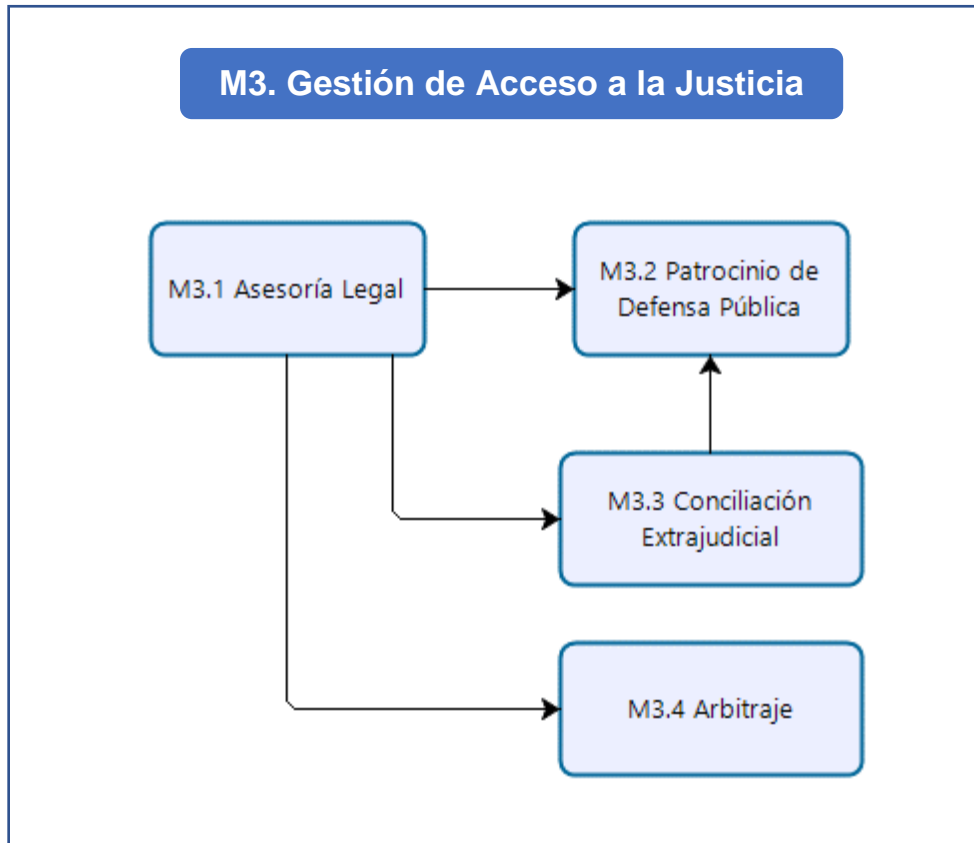 M3. Gestión de Acceso a la Justicia
M3.1 Asesoría Legal
M3.2 Patrocinio de
Defensa Pública
M3.3 Conciliación
Extrajudicial
M3.4 Arbitraje